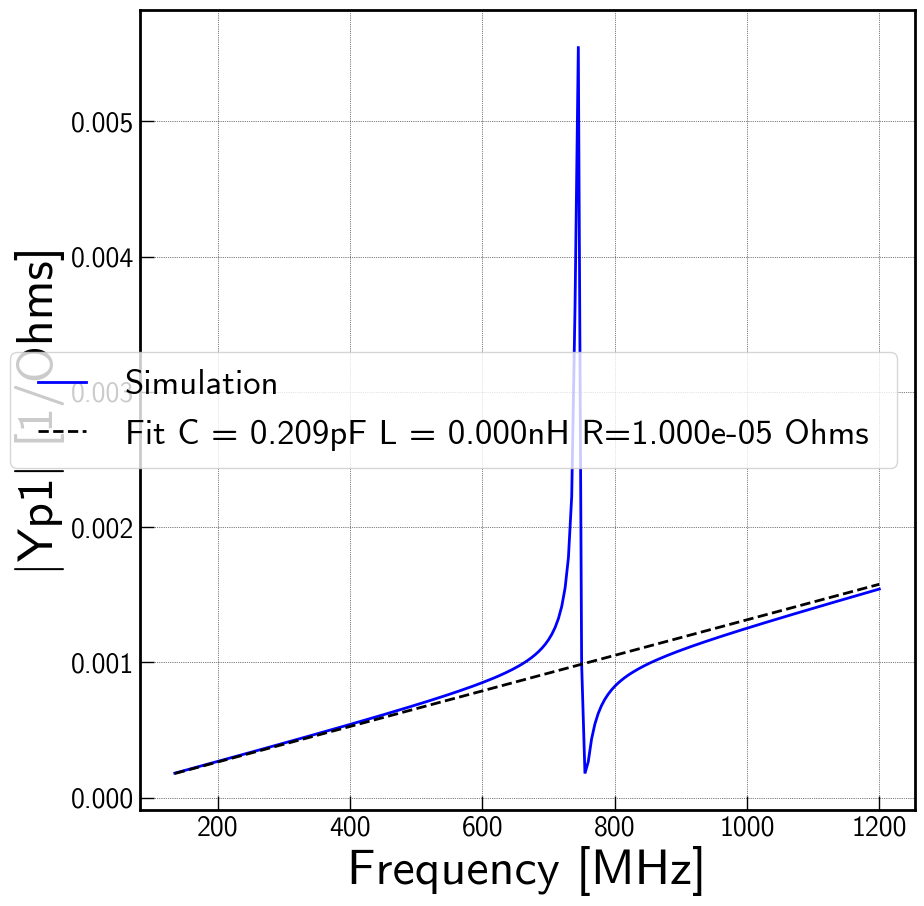 |Yp1| [1/Ohms]
0.005
0.004
0.003
0.002
0.001
0.000
Simulation
Fit C = 0.209pF L = 0.000nH R=1.000e-05 Ohms
200 400 600 800 1000 1200
Frequency [MHz]